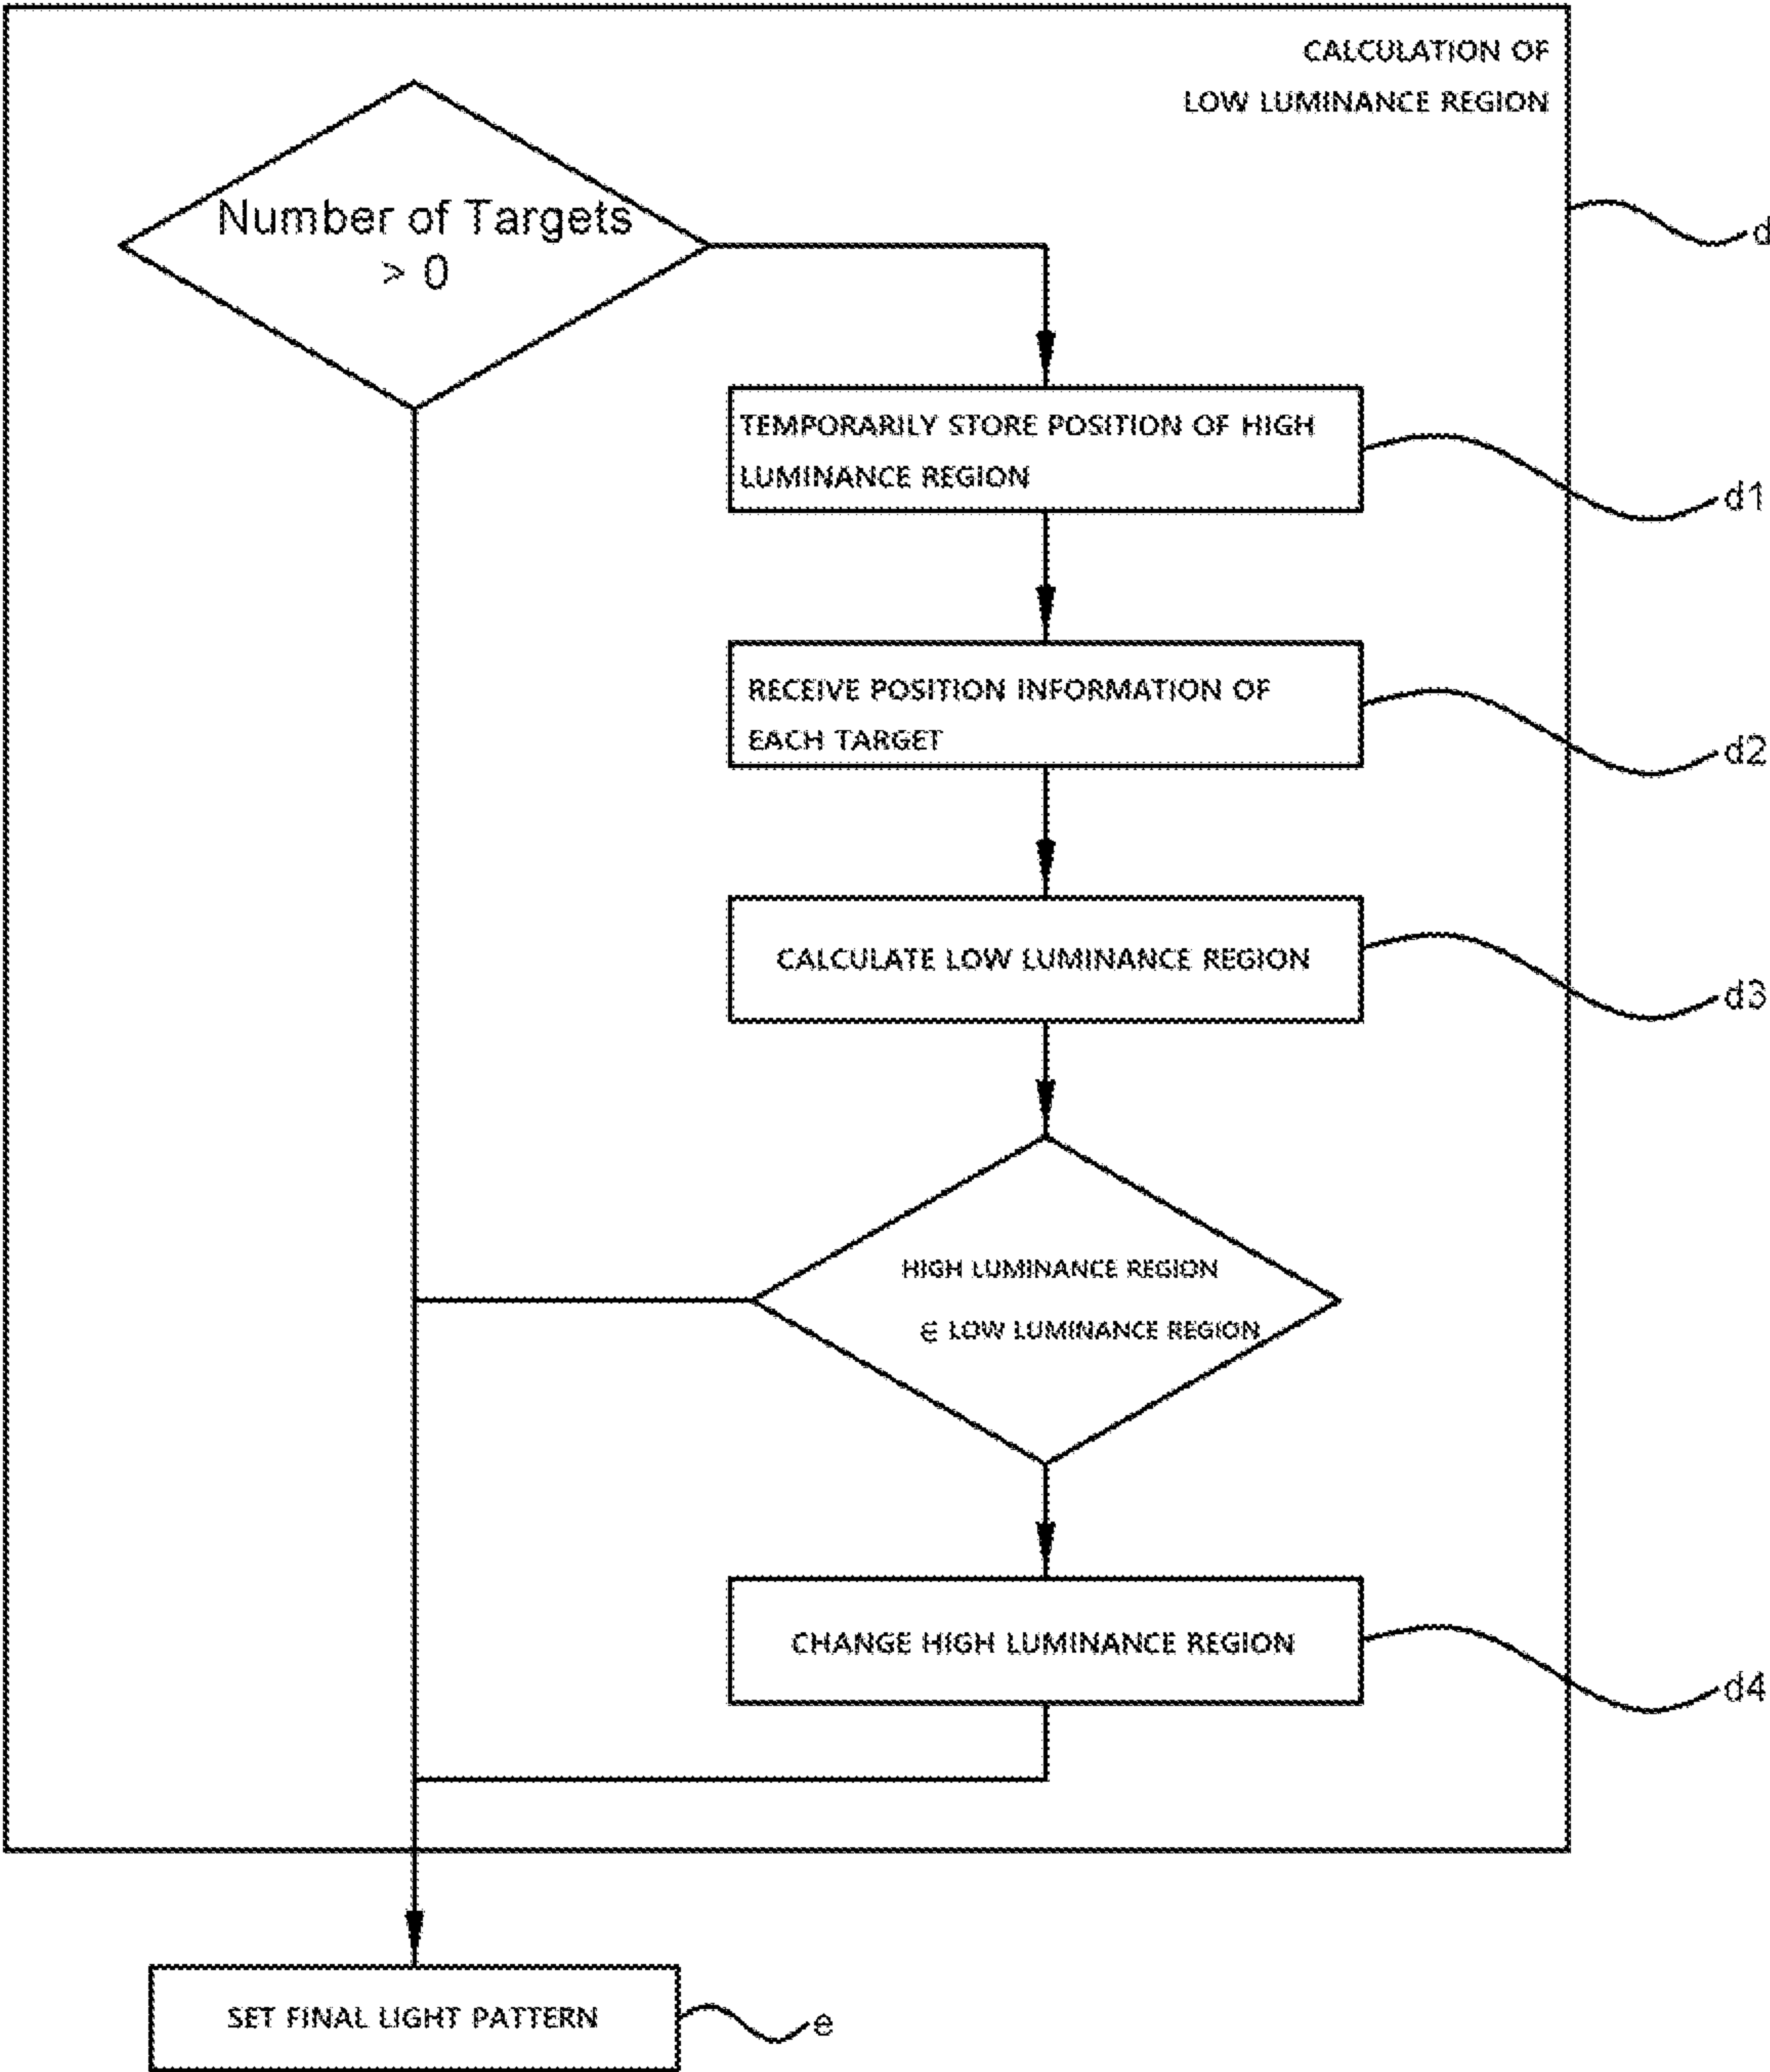 CALCULATION OF
LOW LUMINANCE REGION
Number of Targets
> 0
d
TEMPORARILY STORE POSITION OF HIGH
LUMINANCE REGION
d1
RECEIVE POSITION INFORMATION OF
EACH TARGET
d2
CALCULATE LOW LUMINANCE REGION
d3
HIGH LUMINANCE REGION
∈ LOW LUMINANCE REGION
CHANGE HIGH LUMINANCE REGION
d4
SET FINAL LIGHT PATTERN
e